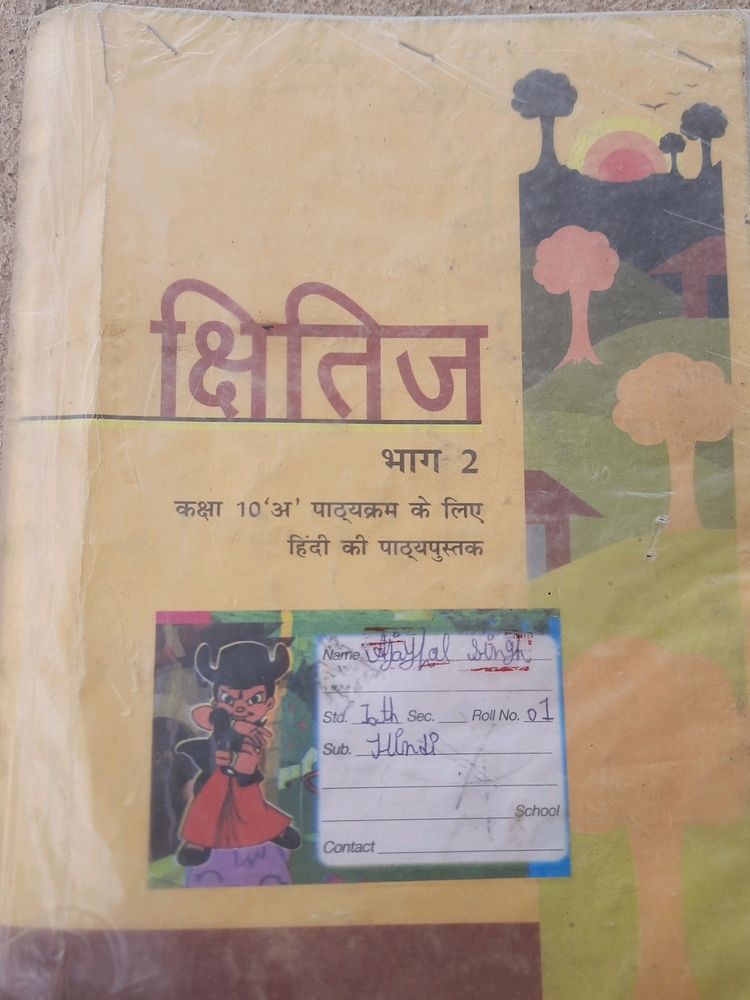 क्षितिज
भाग 2
कक्षा 10 'अ' पाठ्यक्रम के लिए
हिंदी की पाठ्यपुस्तक
Name Singh
Std. Sec. Roll No. 01
Sub. Hindi
School
Contact